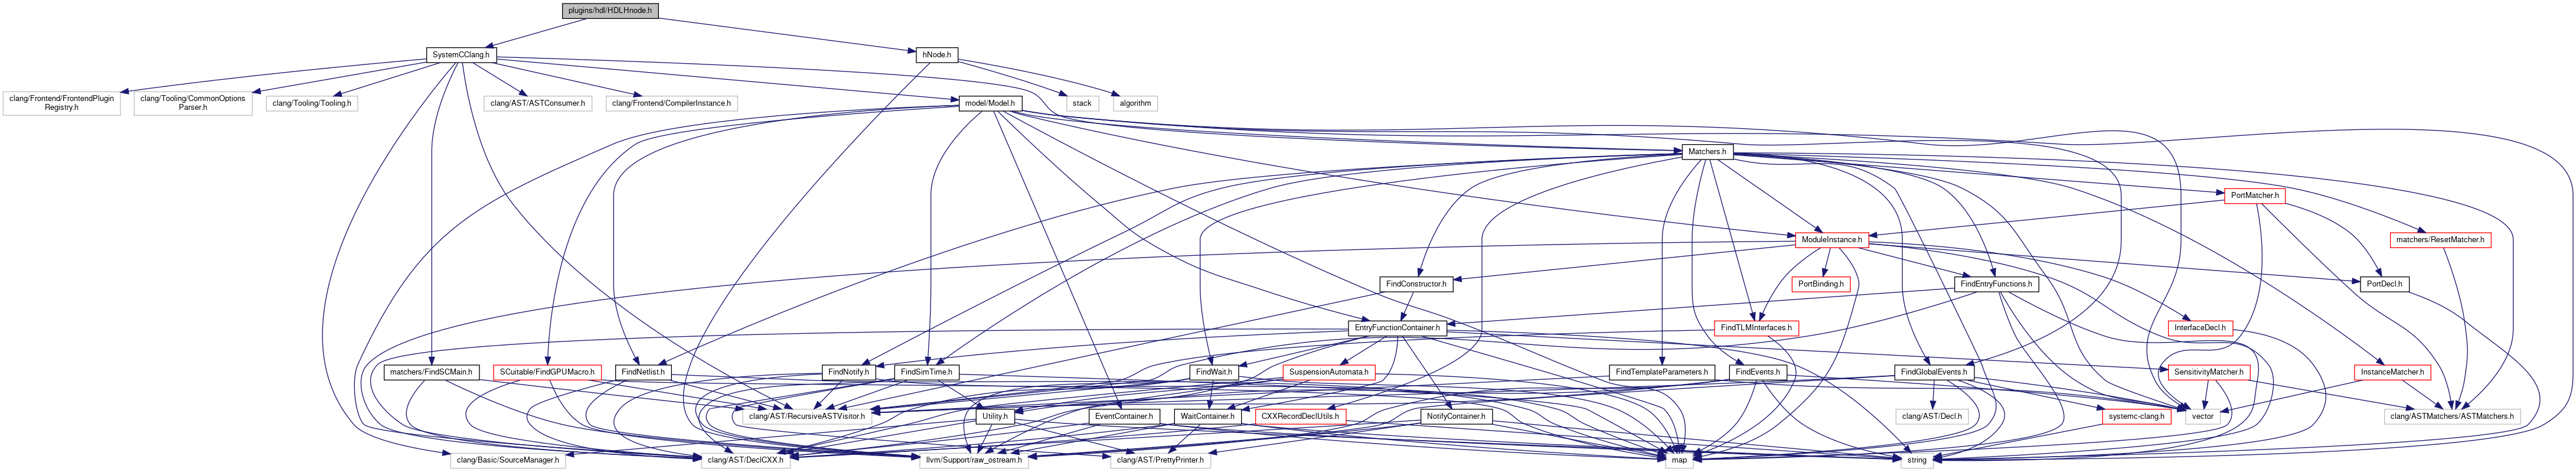 plugins/hdl/HDLHnode.h
SystemCClang.h
hNode.h
clang/Frontend/FrontendPlugin
Registry.h
clang/Tooling/CommonOptions
Parser.h
clang/Tooling/Tooling.h
clang/AST/ASTConsumer.h
clang/Frontend/CompilerInstance.h
model/Model.h
stack
algorithm
Matchers.h
PortMatcher.h
ModuleInstance.h
matchers/ResetMatcher.h
FindConstructor.h
PortBinding.h
FindEntryFunctions.h
PortDecl.h
EntryFunctionContainer.h
FindTLMInterfaces.h
InterfaceDecl.h
matchers/FindSCMain.h
SCuitable/FindGPUMacro.h
FindNetlist.h
FindNotify.h
FindSimTime.h
FindWait.h
SuspensionAutomata.h
FindTemplateParameters.h
FindEvents.h
FindGlobalEvents.h
SensitivityMatcher.h
InstanceMatcher.h
clang/AST/RecursiveASTVisitor.h
Utility.h
EventContainer.h
WaitContainer.h
CXXRecordDeclUtils.h
NotifyContainer.h
clang/AST/Decl.h
systemc-clang.h
vector
clang/ASTMatchers/ASTMatchers.h
clang/Basic/SourceManager.h
clang/AST/DeclCXX.h
llvm/Support/raw_ostream.h
clang/AST/PrettyPrinter.h
map
string